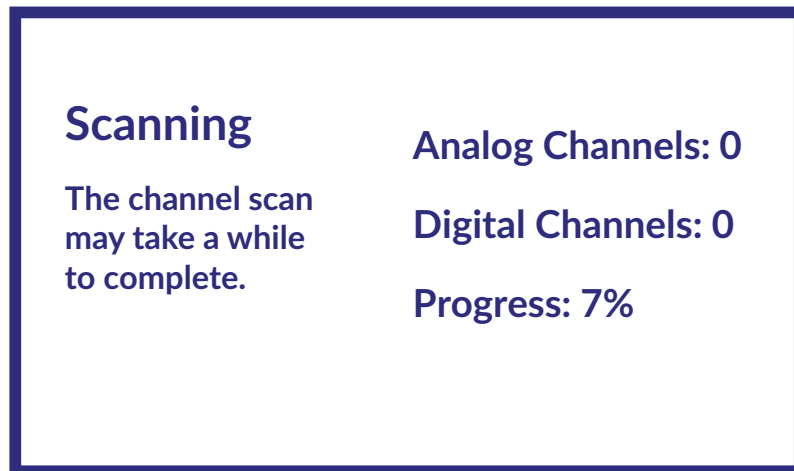 Scanning
The channel scan
may take a while
to complete.
Analog Channels: 0
Digital Channels: 0
Progress: 7%